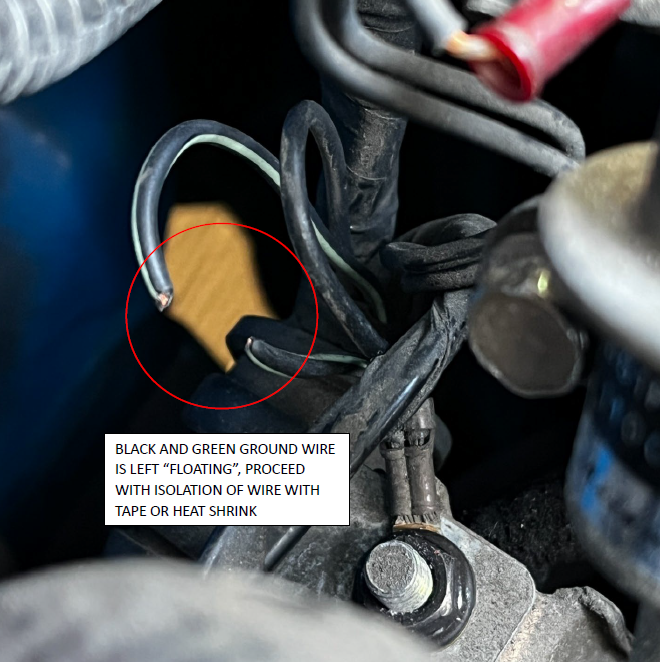 BLACK AND GREEN GROUND WIRE
IS LEFT “FLOATING”, PROCEED
WITH ISOLATION OF WIRE WITH
TAPE OR HEAT SHRINK